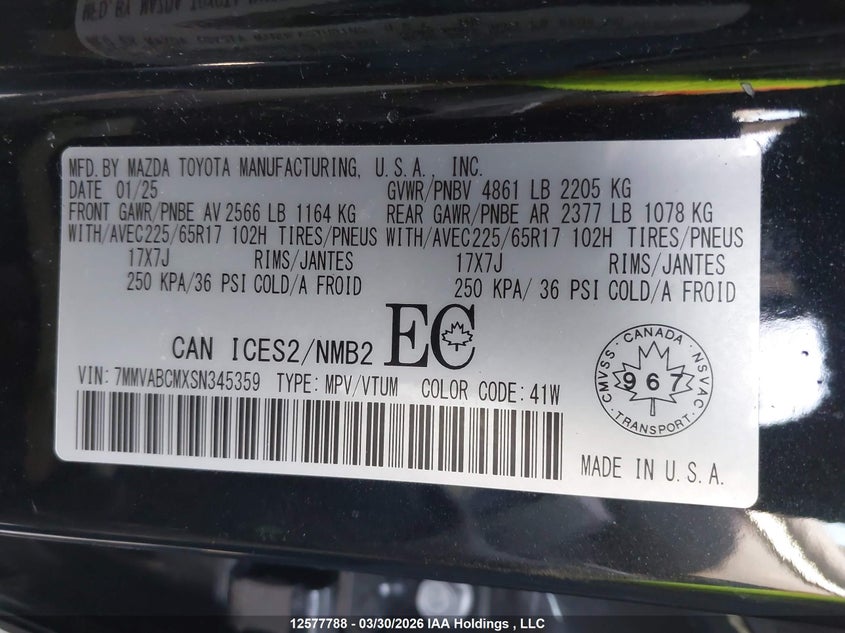 MFD. BY MAZDA TOYOTA MANUFACTURING, U.S.A., INC.
DATE 01/25 GVWR/PNBV 4861 LB 2205 KG
FRONT GAWR/PNBE AV 2566 LB 1164 KG REAR GAWR/PNBE AR 2377 LB 1078 KG
WITH/AVEC225/65R17 102H TIRES/PNEUS WITH/AVEC225/65R17 102H TIRES/PNEUS
17X7J RIMS/JANTES 17X7J RIMS/JANTES
250 KPA/36 PSI COLD/A FROID 250 KPA/ 36 PSI COLD/A FROID
CAN ICES2/NMB2 EC
VIN: 7MMVABCMXSN345359 TYPE: MPV/VTUM COLOR CODE: 41W
CMVSS · CANADA · NSVAC
967
· TRANSPORT ·
MADE IN U.S.A.
12577788 - 03/30/2026 IAA Holdings , LLC